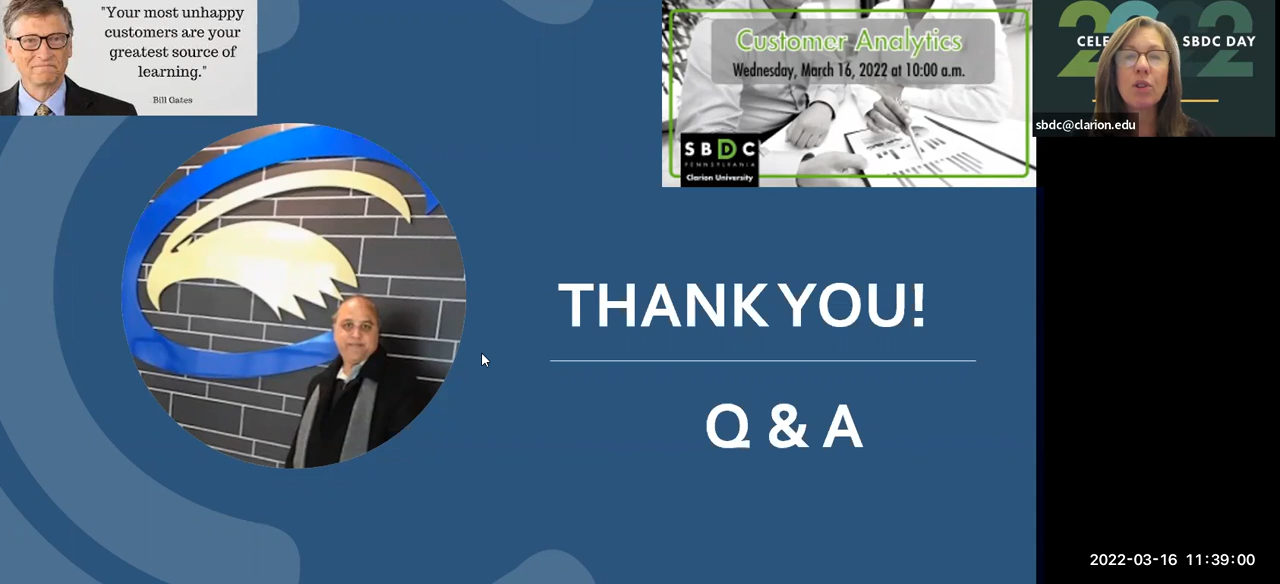 "Your most unhappy
customers are your
greatest source of
learning."
Bill Gates
Customer Analytics
Wednesday, March 16, 2022 at 10:00 a.m.
SBDC
PENNSYLVANIA
Clarion University
2022
CELE
SBDC DAY
sbdc@clarion.edu
THANK YOU!
Q & A
2022-03-16 11:39:00